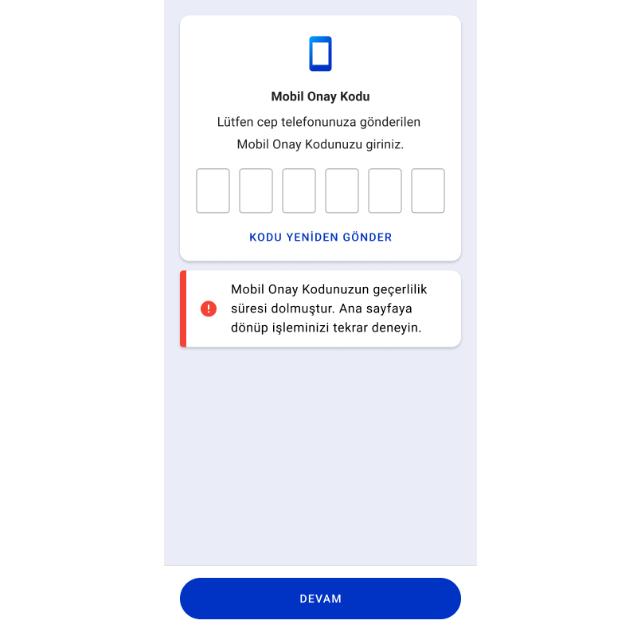 Mobil Onay Kodu
Lütfen cep telefonunuza gönderilen
Mobil Onay Kodunuzu giriniz.
KODU YENİDEN GÖNDER
Mobil Onay Kodunuzun geçerlilik
süresi dolmuştur. Ana sayfaya
dönüp işleminizi tekrar deneyin.
DEVAM